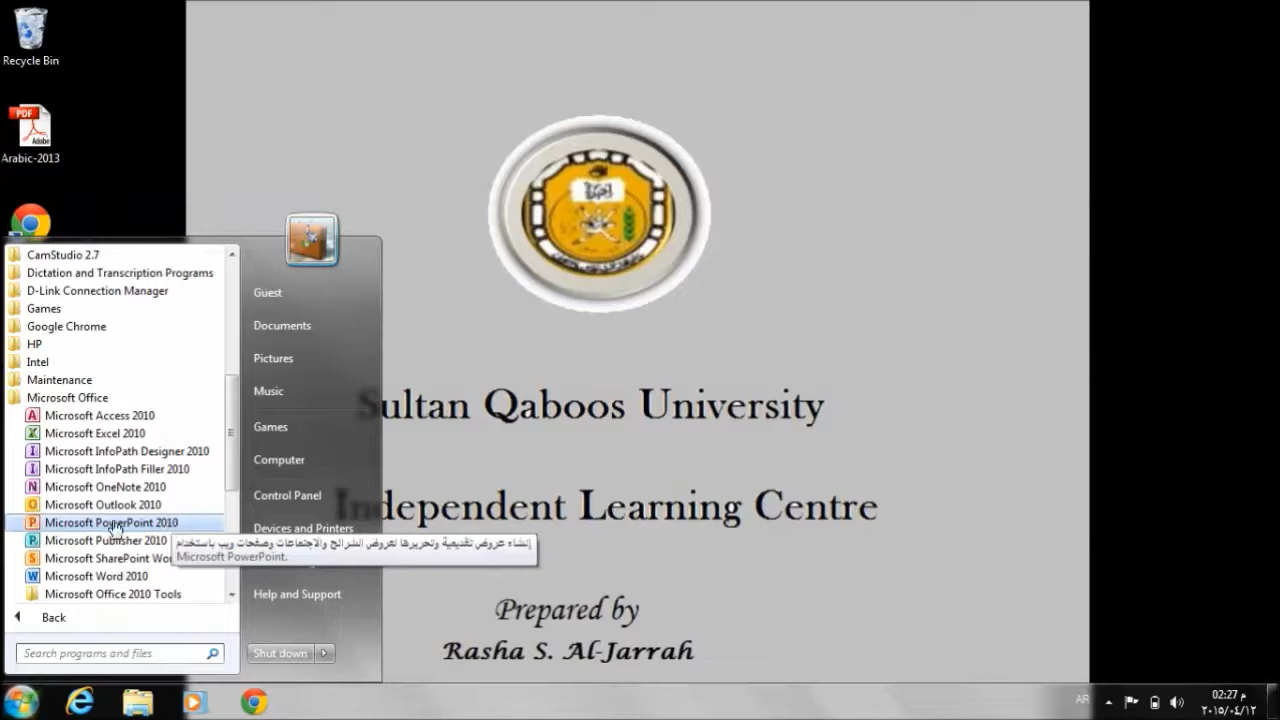 Recycle Bin
Arabic-2013
CamStudio 2.7
Dictation and Transcription Programs
D-Link Connection Manager
Games
Google Chrome
HP
Intel
Maintenance
Microsoft Office
Microsoft Access 2010
Microsoft Excel 2010
Microsoft InfoPath Designer 2010
Microsoft InfoPath Filler 2010
Microsoft OneNote 2010
Microsoft Outlook 2010
Microsoft PowerPoint 2010
Microsoft Publisher 2010
Microsoft SharePoint Wo
Microsoft Word 2010
Microsoft Office 2010 Tools
Back
Search programs and files
Guest
Documents
Pictures
Music
Games
Computer
Control Panel
Devices and Printers
إنشاء عروض تقديمية وتحريرها لعروض الشرائح والاجتماعات وصفحات ويب باستخدام
Microsoft PowerPoint.
Help and Support
Shut down
Sultan Qaboos University
Independent Learning Centre
Prepared by
Rasha S. Al-Jarrah
PDF
Adobe
AR
02:27 م
٢٠١٥/٠٤/١٢